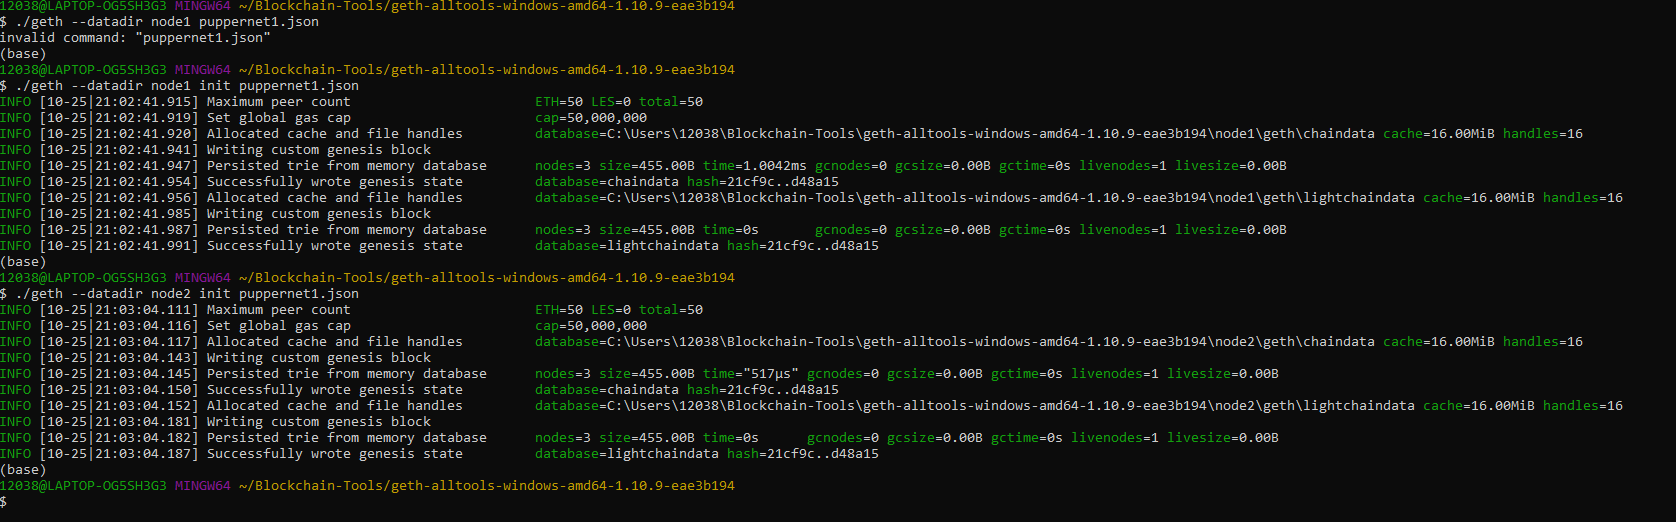 12038@LAPTOP-OG5SH3G3 MINGW64 ~/Blockchain-Tools/geth-alltools-windows-amd64-1.10.9-eae3b194
$ ./geth --datadir node1 puppernet1.json
invalid command: "puppernet1.json"
(base)
12038@LAPTOP-OG5SH3G3 MINGW64 ~/Blockchain-Tools/geth-alltools-windows-amd64-1.10.9-eae3b194
$ ./geth --datadir node1 init puppernet1.json
INFO [10-25|21:02:41.915] Maximum peer count ETH=50 LES=0 total=50
INFO [10-25|21:02:41.919] Set global gas cap cap=50,000,000
INFO [10-25|21:02:41.920] Allocated cache and file handles database=C:\Users\12038\Blockchain-Tools\geth-alltools-windows-amd64-1.10.9-eae3b194\node1\geth\chaindata cache=16.00MiB handles=16
INFO [10-25|21:02:41.941] Writing custom genesis block
INFO [10-25|21:02:41.947] Persisted trie from memory database nodes=3 size=455.00B time=1.0042ms gcnodes=0 gcsize=0.00B gctime=0s livenodes=1 livesize=0.00B
INFO [10-25|21:02:41.954] Successfully wrote genesis state database=chaindata hash=21cf9c..d48a15
INFO [10-25|21:02:41.956] Allocated cache and file handles database=C:\Users\12038\Blockchain-Tools\geth-alltools-windows-amd64-1.10.9-eae3b194\node1\geth\lightchaindata cache=16.00MiB handles=16
INFO [10-25|21:02:41.985] Writing custom genesis block
INFO [10-25|21:02:41.987] Persisted trie from memory database nodes=3 size=455.00B time=0s gcnodes=0 gcsize=0.00B gctime=0s livenodes=1 livesize=0.00B
INFO [10-25|21:02:41.991] Successfully wrote genesis state database=lightchaindata hash=21cf9c..d48a15
(base)
12038@LAPTOP-OG5SH3G3 MINGW64 ~/Blockchain-Tools/geth-alltools-windows-amd64-1.10.9-eae3b194
$ ./geth --datadir node2 init puppernet1.json
INFO [10-25|21:03:04.111] Maximum peer count ETH=50 LES=0 total=50
INFO [10-25|21:03:04.116] Set global gas cap cap=50,000,000
INFO [10-25|21:03:04.117] Allocated cache and file handles database=C:\Users\12038\Blockchain-Tools\geth-alltools-windows-amd64-1.10.9-eae3b194\node2\geth\chaindata cache=16.00MiB handles=16
INFO [10-25|21:03:04.143] Writing custom genesis block
INFO [10-25|21:03:04.145] Persisted trie from memory database nodes=3 size=455.00B time="517µs" gcnodes=0 gcsize=0.00B gctime=0s livenodes=1 livesize=0.00B
INFO [10-25|21:03:04.150] Successfully wrote genesis state database=chaindata hash=21cf9c..d48a15
INFO [10-25|21:03:04.152] Allocated cache and file handles database=C:\Users\12038\Blockchain-Tools\geth-alltools-windows-amd64-1.10.9-eae3b194\node2\geth\lightchaindata cache=16.00MiB handles=16
INFO [10-25|21:03:04.181] Writing custom genesis block
INFO [10-25|21:03:04.182] Persisted trie from memory database nodes=3 size=455.00B time=0s gcnodes=0 gcsize=0.00B gctime=0s livenodes=1 livesize=0.00B
INFO [10-25|21:03:04.187] Successfully wrote genesis state database=lightchaindata hash=21cf9c..d48a15
(base)
12038@LAPTOP-OG5SH3G3 MINGW64 ~/Blockchain-Tools/geth-alltools-windows-amd64-1.10.9-eae3b194
$